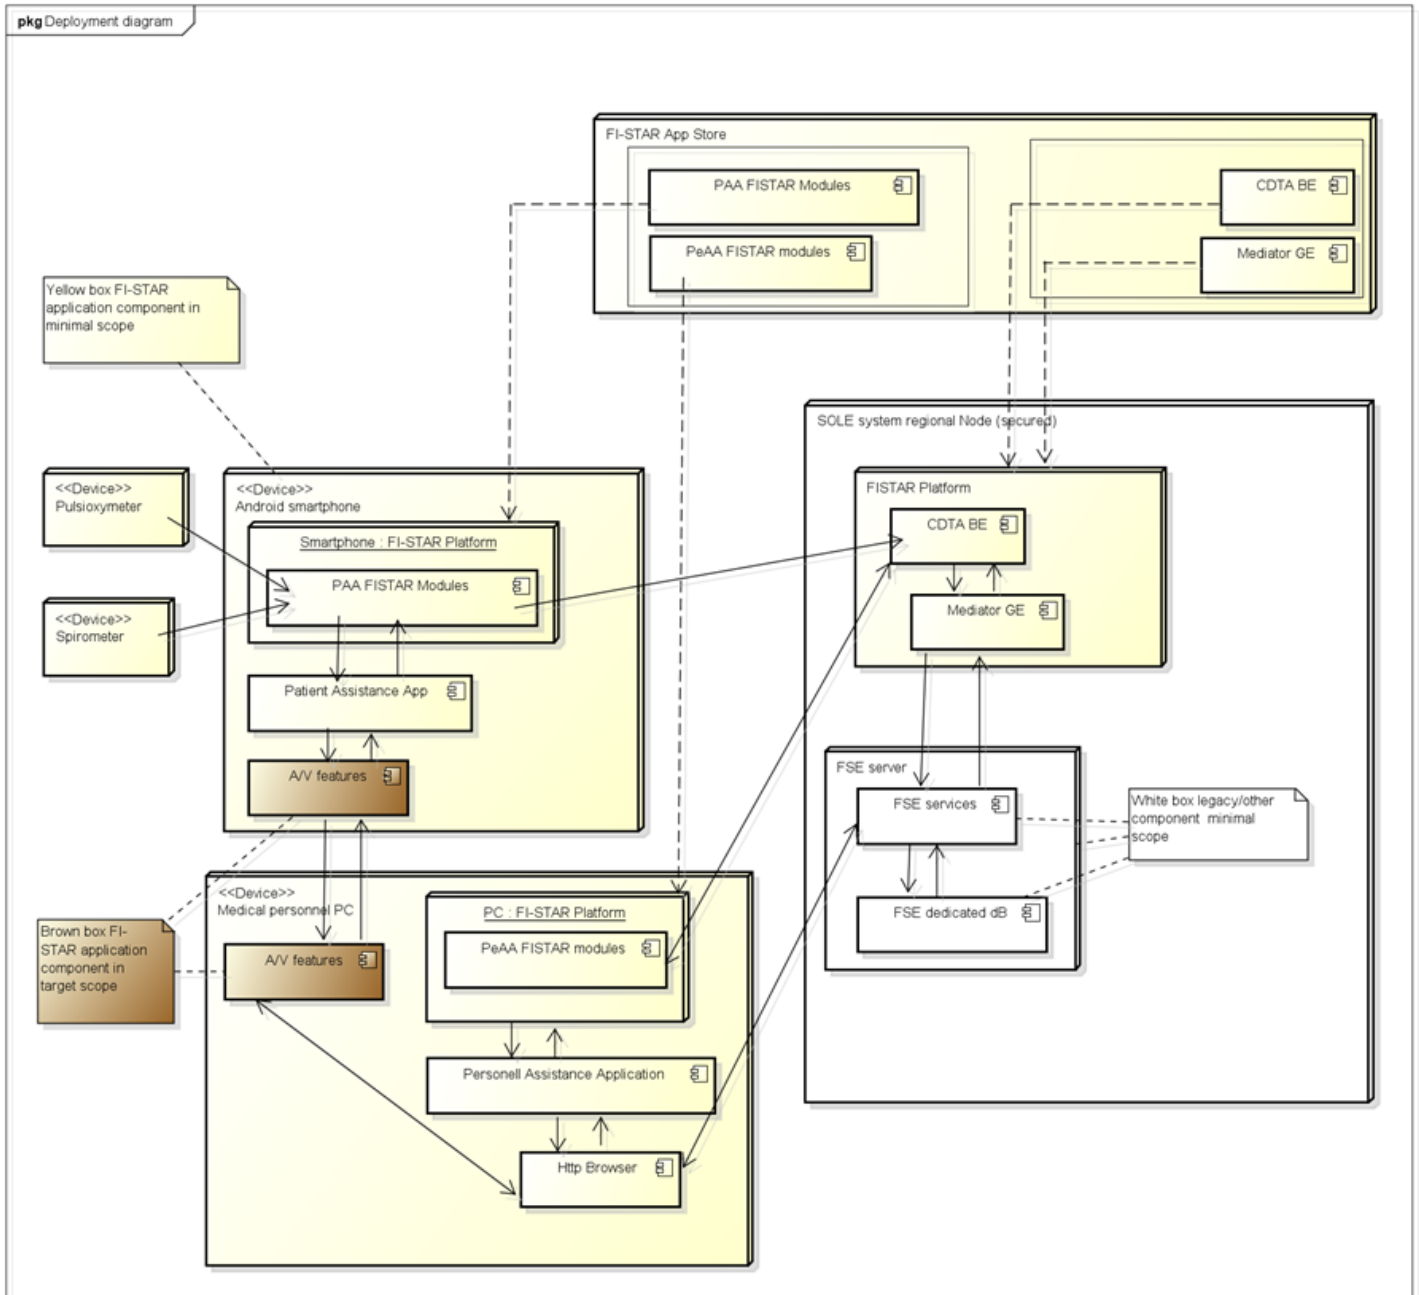 pkg Deployment diagram
FI-STAR App Store
PAA FISTAR Modules
CDTA BE
PeAA FISTAR modules
Mediator GE
Yellow box FI-STAR
application component in
minimal scope
SOLE system regional Node (secured)
<<Device>>
Pulsioxymeter
<<Device>>
Android smartphone
FISTAR Platform
Smartphone : FI-STAR Platform
CDTA BE
PAA FISTAR Modules
Mediator GE
<<Device>>
Spirometer
Patient Assistance App
A/V features
FSE server
FSE services
White box legacy/other
component minimal
scope
<<Device>>
Medical personnel PC
PC : FI-STAR Platform
FSE dedicated dB
Brown box FI-
STAR application
component in
target scope
A/V features
PeAA FISTAR modules
Personell Assistance Application
Http Browser